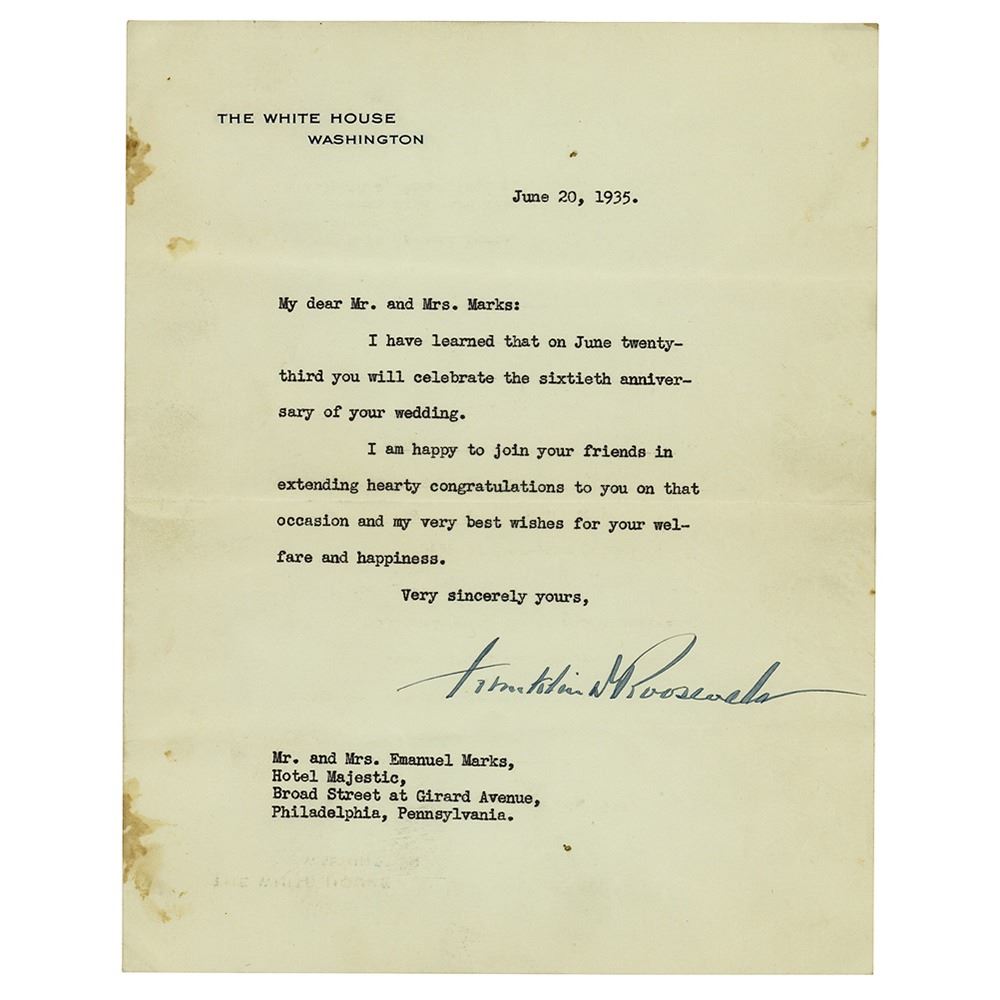 THE WHITE HOUSE
WASHINGTON
June 20, 1935.
My dear Mr. and Mrs. Marks:
I have learned that on June twenty-
third you will celebrate the sixtieth anniver-
sary of your wedding.
I am happy to join your friends in
extending hearty congratulations to you on that
occasion and my very best wishes for your wel-
fare and happiness.
Very sincerely yours,
Franklin D Roosevelt
Mr. and Mrs. Emanuel Marks,
Hotel Majestic,
Broad Street at Girard Avenue,
Philadelphia, Pennsylvania.